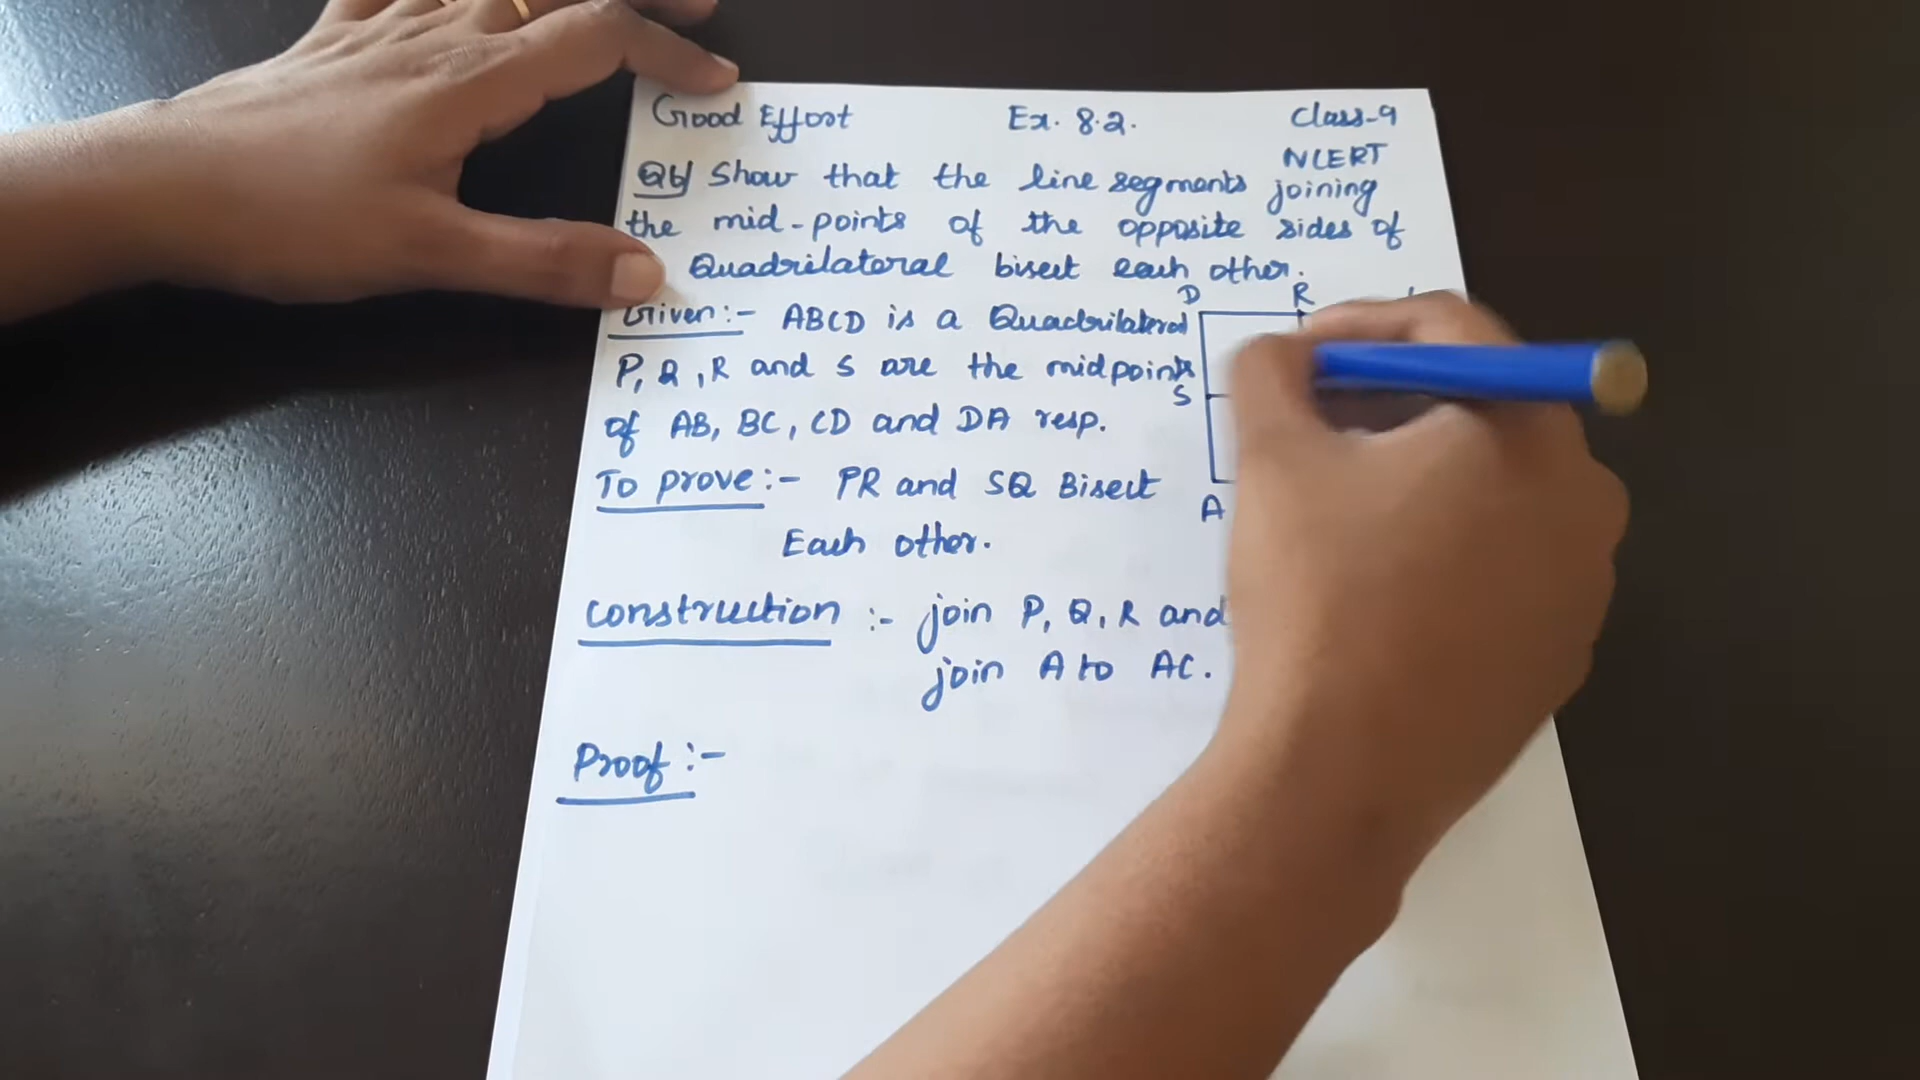 Good Effort Ex. 8.2. Class-9
NCERT
Q6/ Show that the line segments joining
the mid-points of the opposite sides of
Quadrilateral bisect each other.
Given:- ABCD is a Quadrilateral
P, Q, R and S are the midpoints
of AB, BC, CD and DA resp.
To prove:- PR and SQ Bisect
Each other.
construction :- join P, Q, R and
join A to AC.
Proof:-
D R
S
A